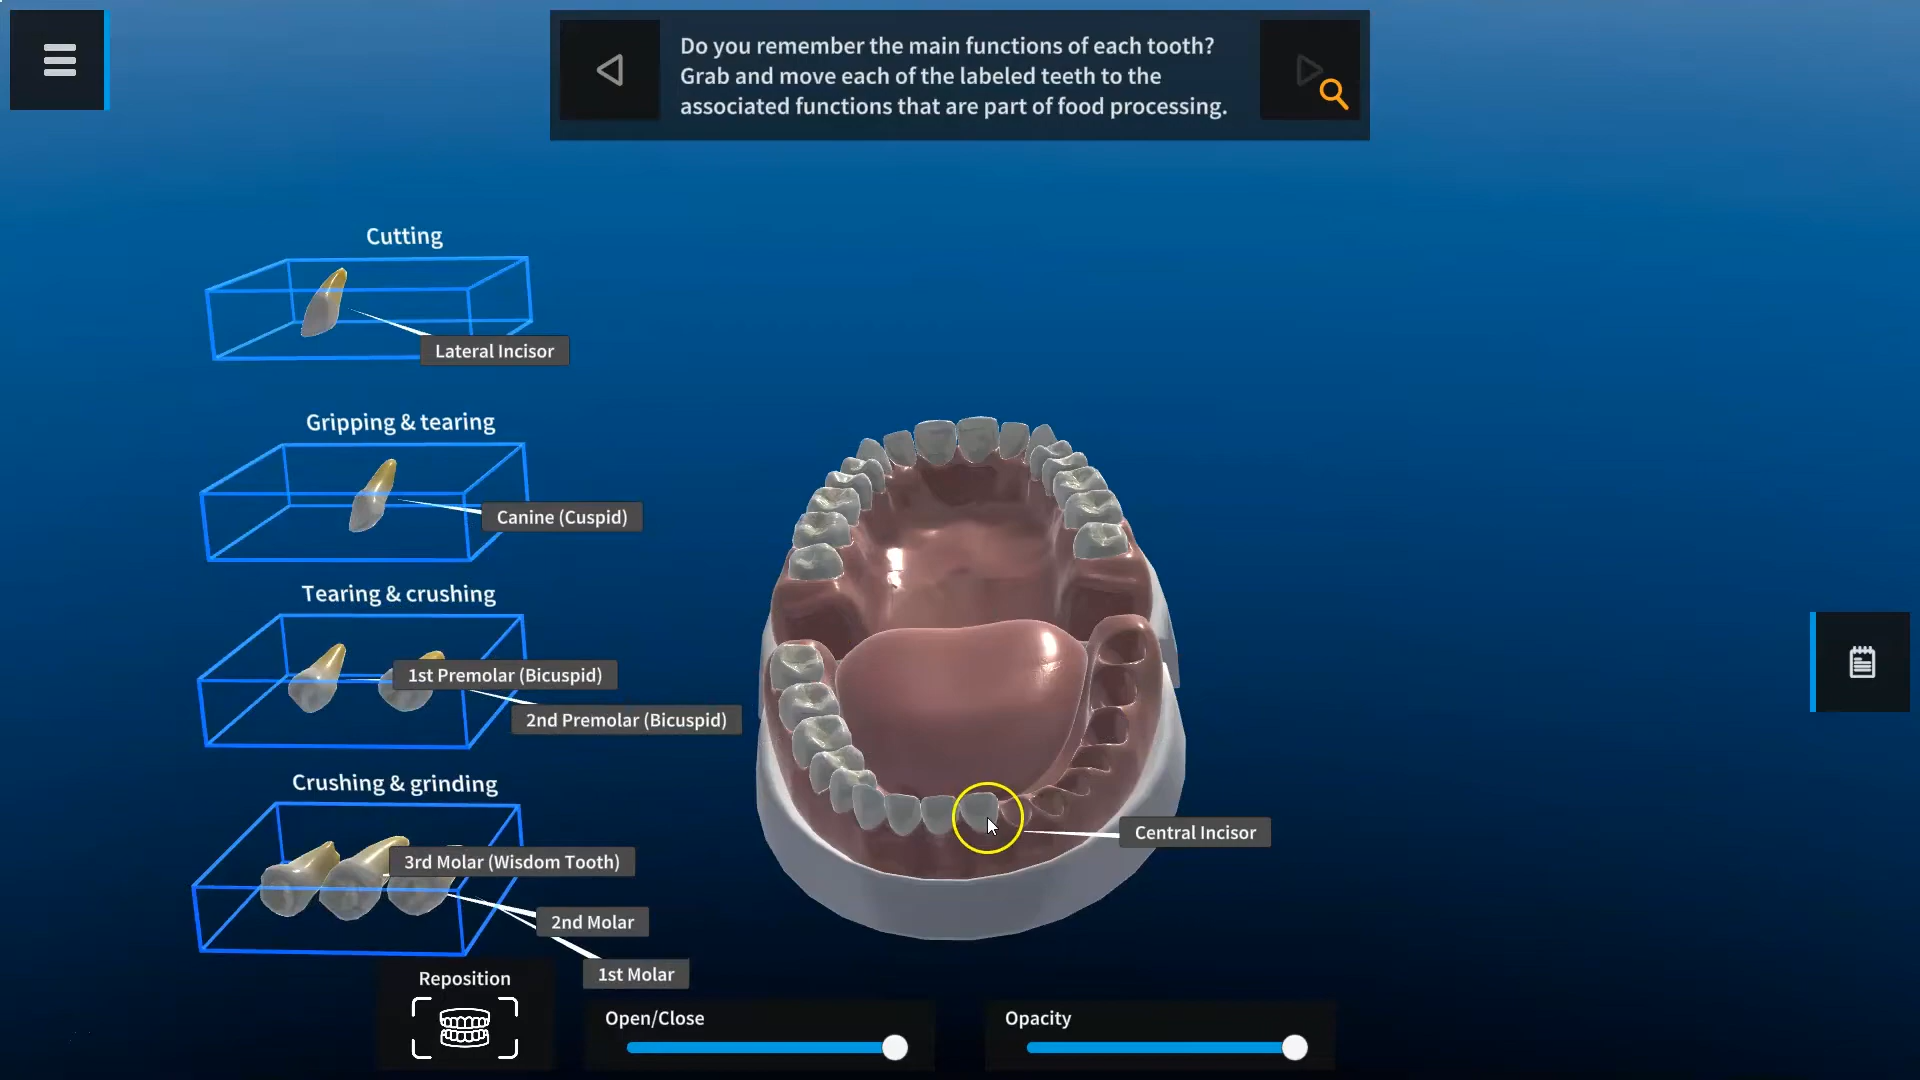 Do you remember the main functions of each tooth?
Grab and move each of the labeled teeth to the
associated functions that are part of food processing.
Cutting
Lateral Incisor
Gripping & tearing
Canine (Cuspid)
Tearing & crushing
1st Premolar (Bicuspid)
2nd Premolar (Bicuspid)
Crushing & grinding
Central Incisor
3rd Molar (Wisdom Tooth)
2nd Molar
1st Molar
Reposition
Open/Close
Opacity